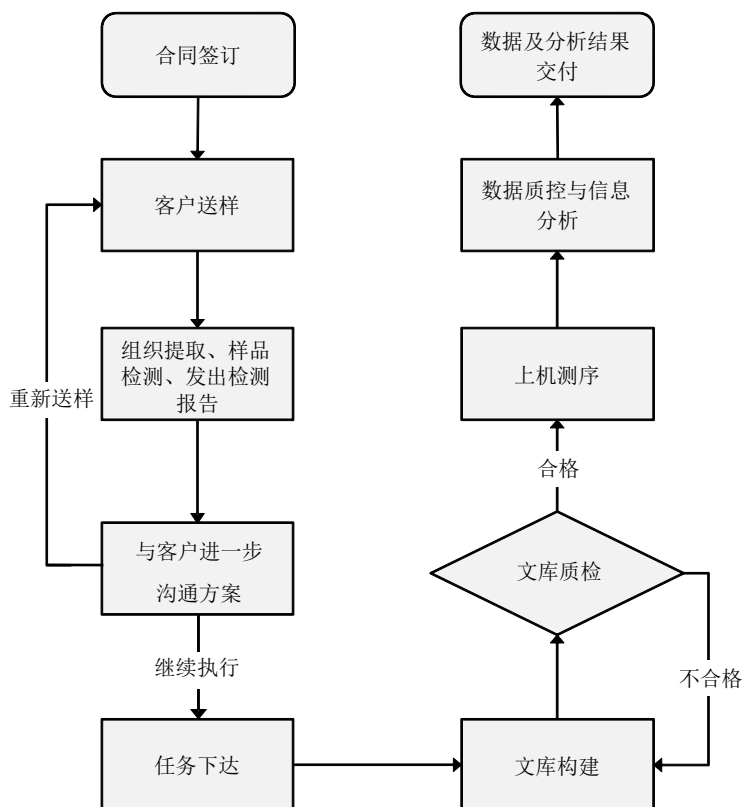 合同签订
客户送样
组织提取、样品
检测、发出检测
报告
重新送样
与客户进一步
沟通方案
继续执行
任务下达
文库构建
不合格
文库质检
合格
上机测序
数据质控与信息
分析
数据及分析结果
交付